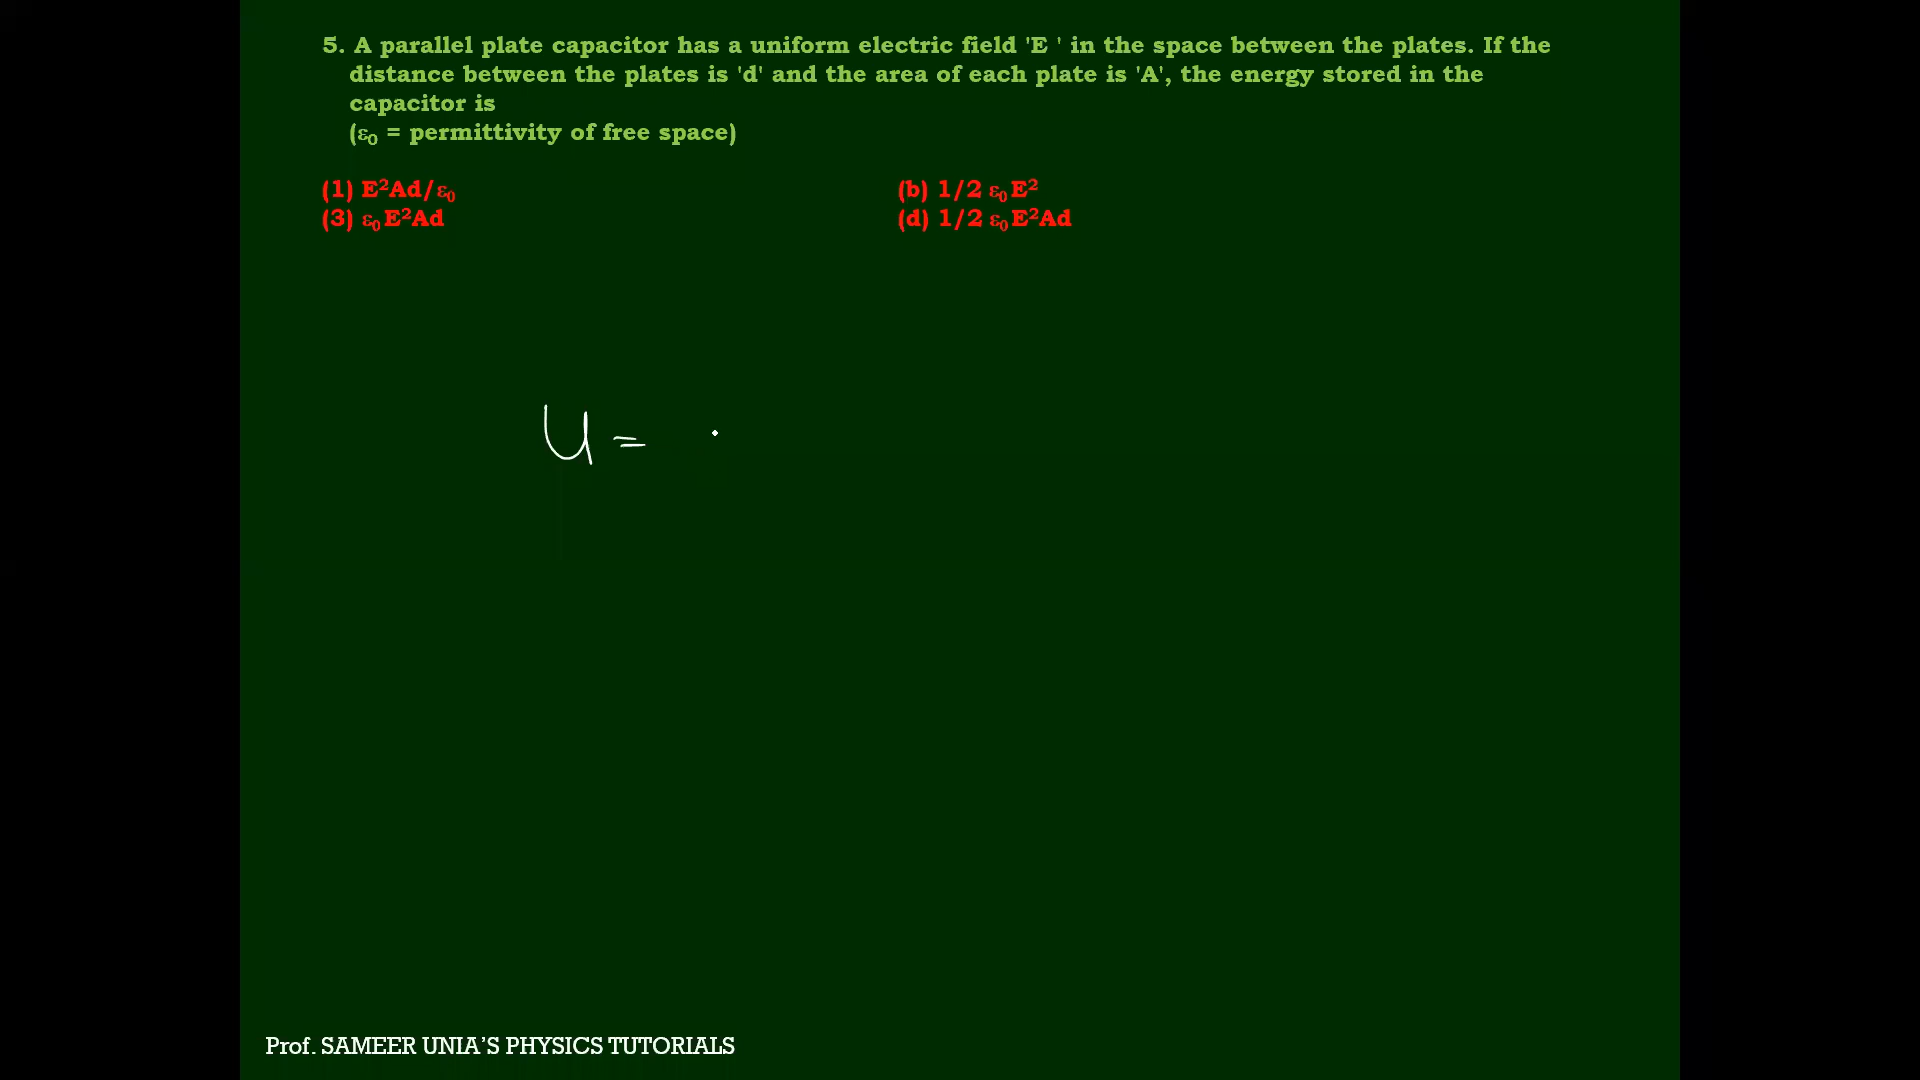 5. A parallel plate capacitor has a uniform electric field 'E ' in the space between the plates. If the
distance between the plates is 'd' and the area of each plate is 'A', the energy stored in the
capacitor is
(ε₀ = permittivity of free space)
(1) E²Ad/ε₀ (b) 1/2 ε₀E²
(3) ε₀E²Ad (d) 1/2 ε₀E²Ad
U =
Prof. SAMEER UNIA’S PHYSICS TUTORIALS